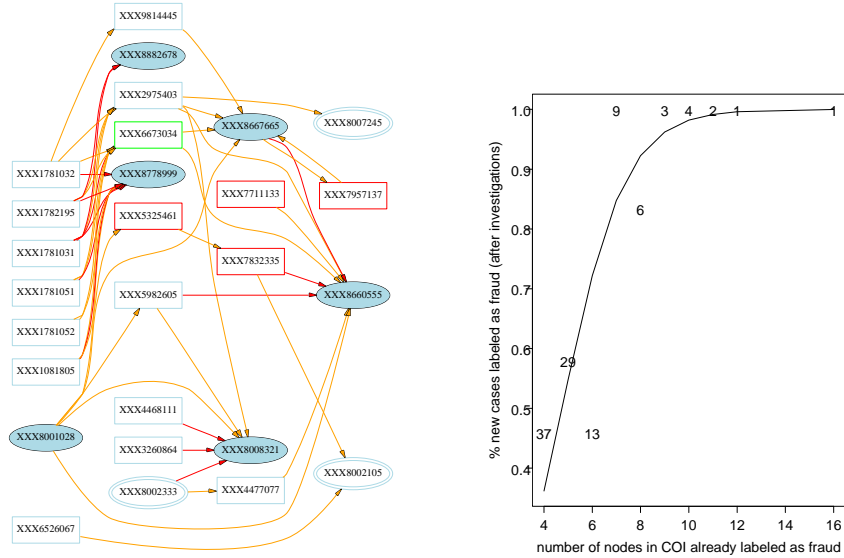 XXX9814445
XXX8882678
XXX2975403
XXX8667665
XXX8007245
XXX6673034
XXX1781032
XXX8778999
XXX7711133
XXX7957137
XXX1782195
XXX5325461
XXX1781031
XXX7832335
XXX1781051
XXX5982605
XXX8660555
XXX1781052
XXX1081805
XXX4468111
XXX8001028
XXX3260864
XXX8008321
XXX8002105
XXX8002333
XXX4477077
XXX6526067
% new cases labeled as fraud (after investigations)
1.0
0.9
0.8
0.7
0.6
0.5
0.4
37
29
13
9
6
3
4
2
1
1
4
6
8
10
12
14
16
number of nodes in COI already labeled as fraud